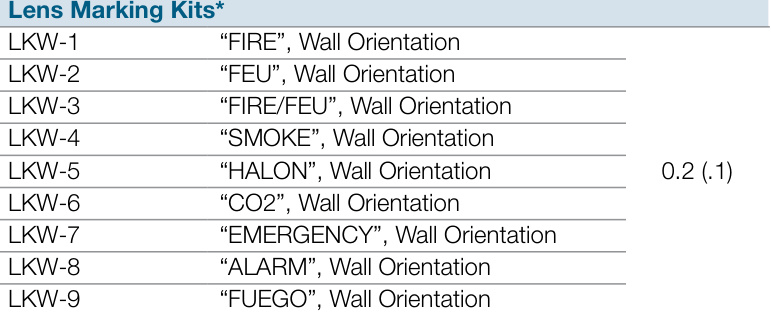 Lens Marking Kits*
LKW-1 “FIRE”, Wall Orientation
LKW-2 “FEU”, Wall Orientation
LKW-3 “FIRE/FEU”, Wall Orientation
LKW-4 “SMOKE”, Wall Orientation
LKW-5 “HALON”, Wall Orientation 0.2 (.1)
LKW-6 “CO2”, Wall Orientation
LKW-7 “EMERGENCY”, Wall Orientation
LKW-8 “ALARM”, Wall Orientation
LKW-9 “FUEGO”, Wall Orientation